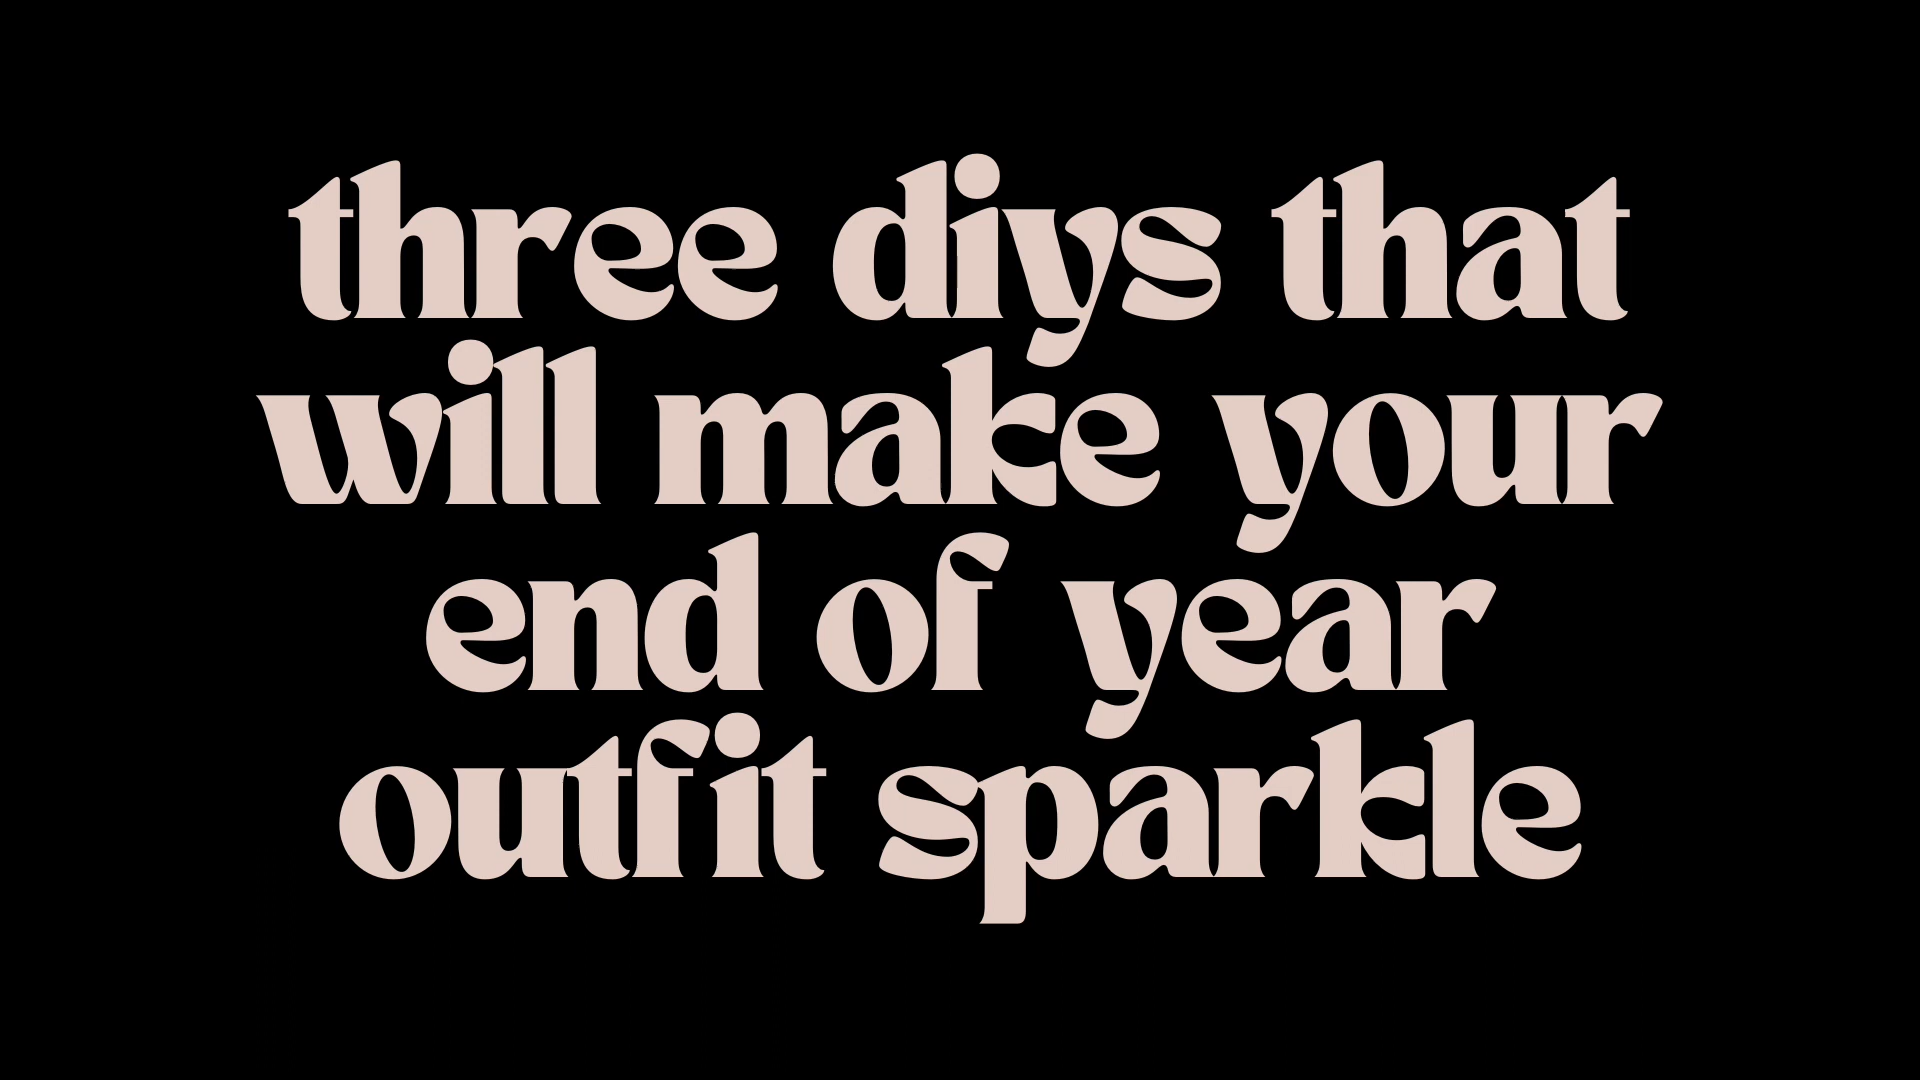 three diys that
will make your
end of year
outfit sparkle